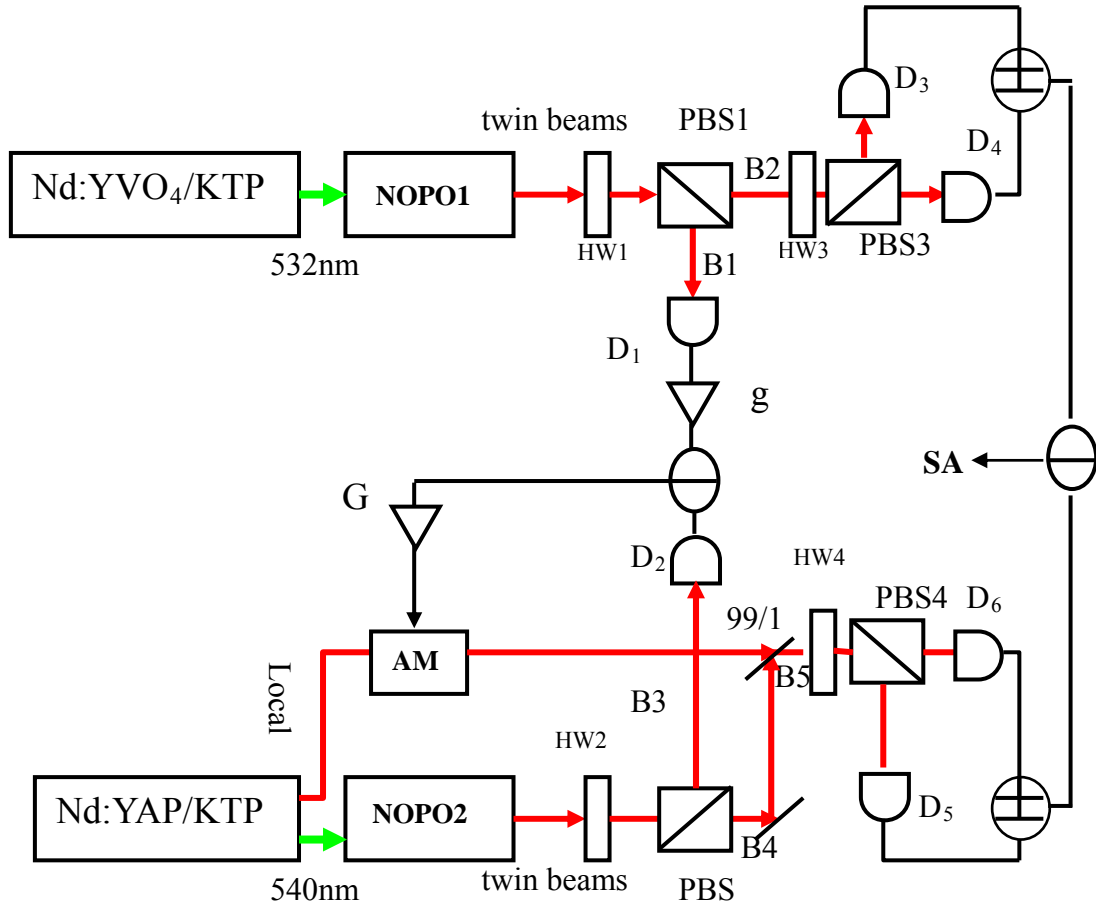 D₃
twin beams
PBS1
D₄
Nd:YVO₄/KTP
NOPO1
B2
HW1
HW3
PBS3
532nm
B1
D₁
g
SA
G
D₂
HW4
PBS4
D₆
99/1
AM
B5
Local
B3
HW2
Nd:YAP/KTP
NOPO2
D₅
B4
540nm
twin beams
PBS